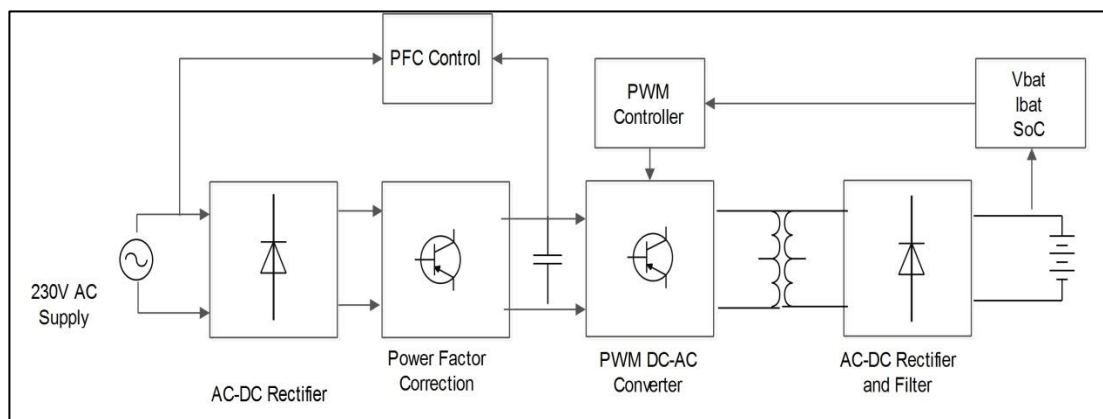 PFC Control
PWM
Controller
Vbat
Ibat
SoC
230V AC
Supply
AC-DC Rectifier
Power Factor
Correction
PWM DC-AC
Converter
AC-DC Rectifier
and Filter